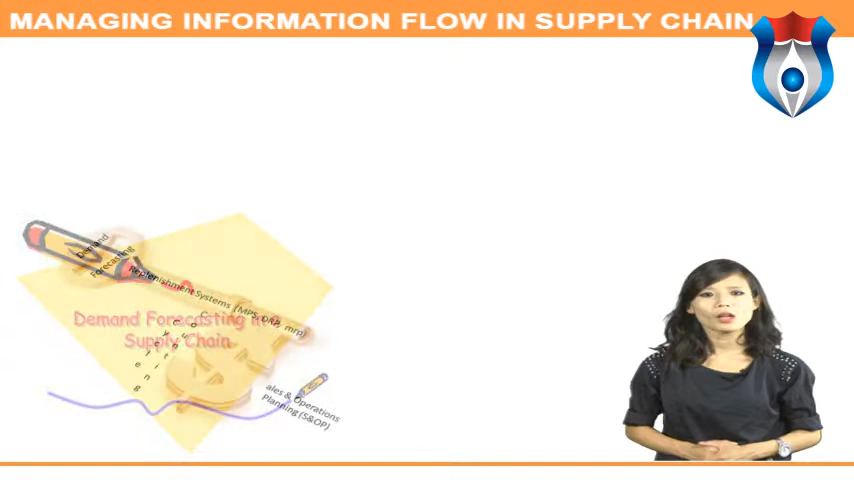 MANAGING INFORMATION FLOW IN SUPPLY CHAIN
Demand
Forecasting
Replenishment Systems (MPS, DRP, mrp)
Demand Forecasting in a
Supply Chain
ales & Operations
Planning (S&OP)